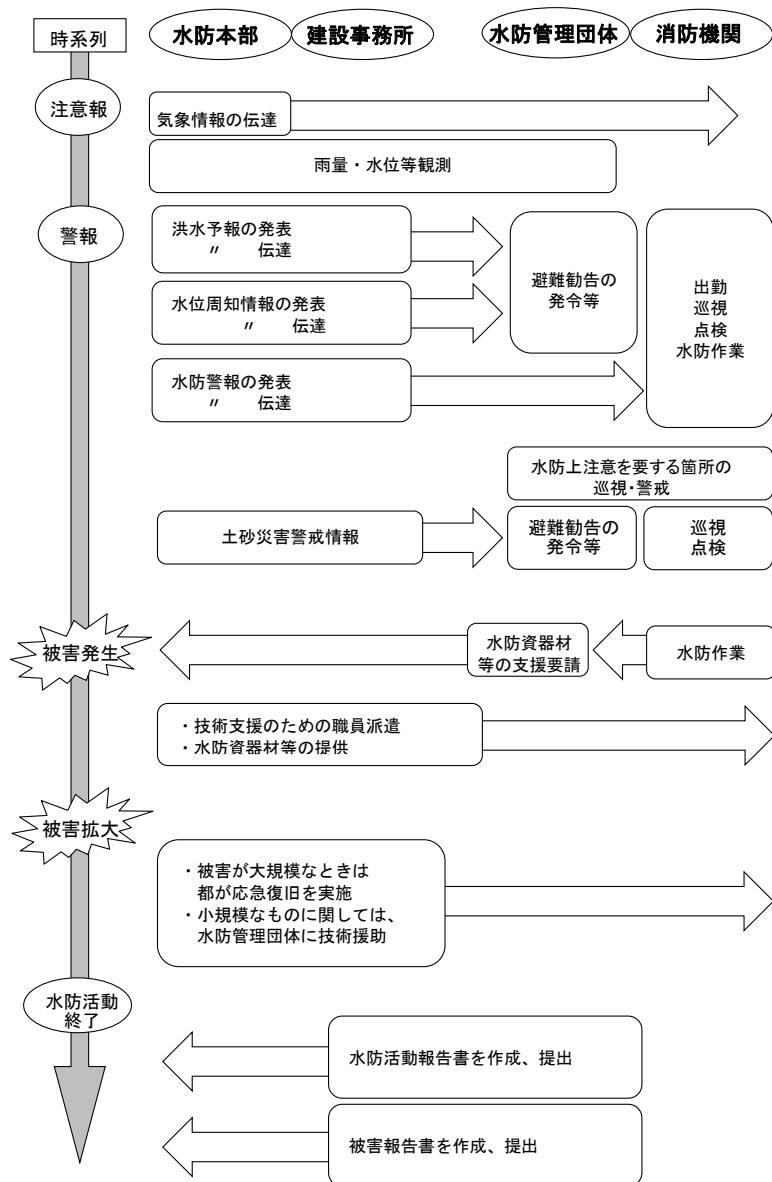 時系列
水防本部
建設事務所
水防管理団体
消防機関
注意報
気象情報の伝達
雨量・水位等観測
警報
洪水予報の発表
〃 伝達
水位周知情報の発表
〃 伝達
水防警報の発表
〃 伝達
避難勧告の
発令等
出勤
巡視
点検
水防作業
水防上注意を要する箇所の
巡視・警戒
土砂災害警戒情報
避難勧告の
発令等
巡視
点検
被害発生
水防資器材
等の支援要請
水防作業
・技術支援のための職員派遣
・水防資器材等の提供
被害拡大
・被害が大規模なときは
都が応急復旧を実施
・小規模なものに関しては、
水防管理団体に技術援助
水防活動
終了
水防活動報告書を作成、提出
被害報告書を作成、提出